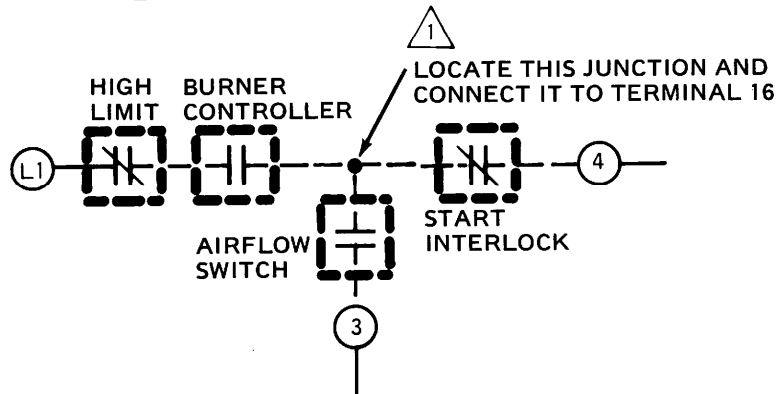 1
LOCATE THIS JUNCTION AND
CONNECT IT TO TERMINAL 16
HIGH
LIMIT
BURNER
CONTROLLER
L1
4
START
INTERLOCK
AIRFLOW
SWITCH
3